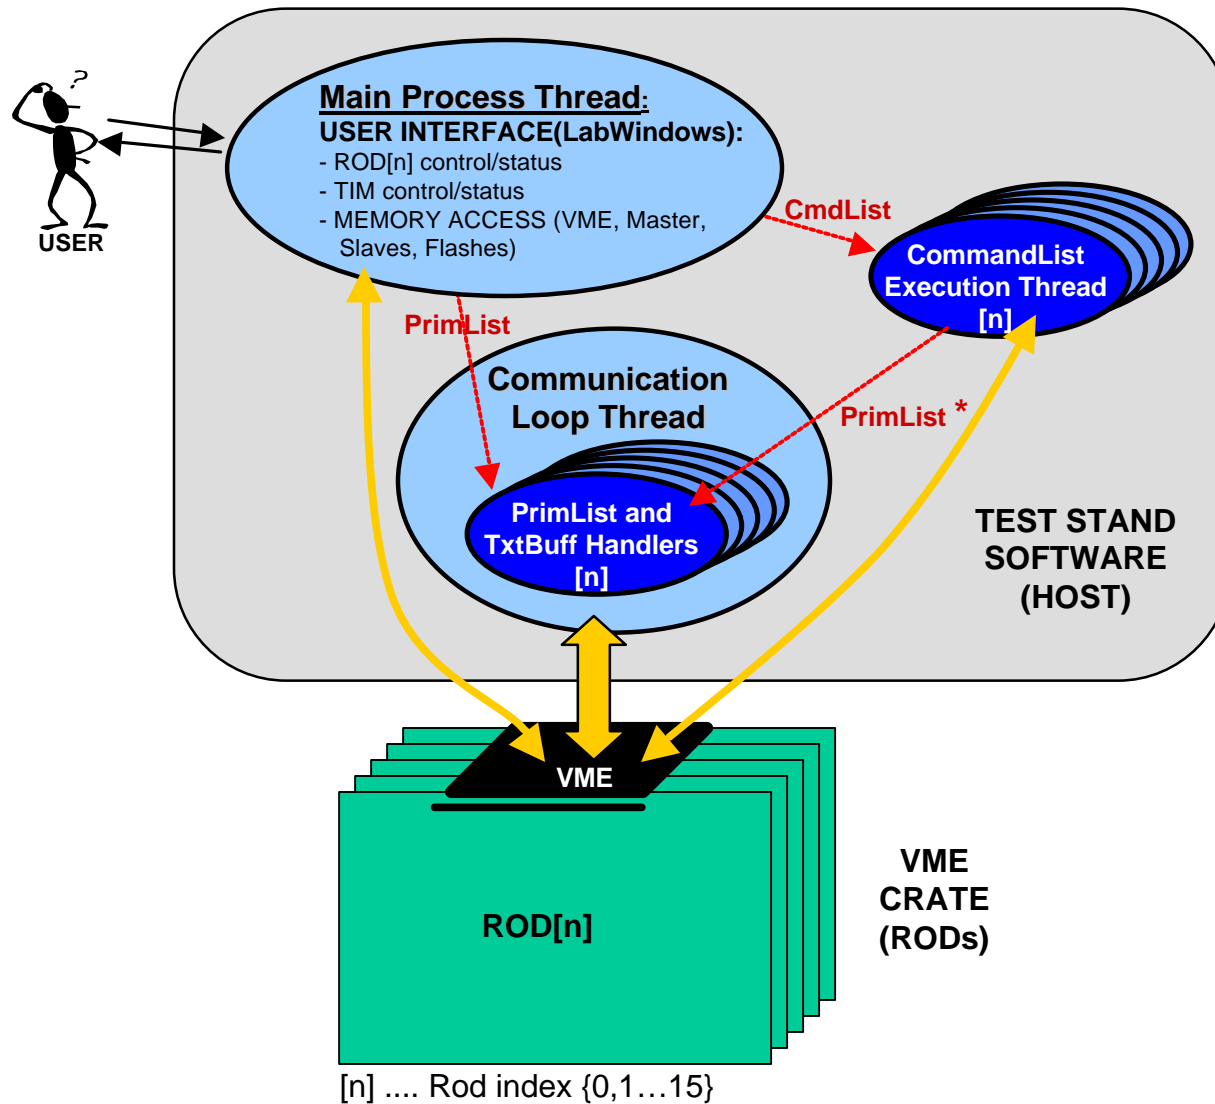 ?
Main Process Thread:
USER INTERFACE(LabWindows):
- ROD[n] control/status
- TIM control/status
- MEMORY ACCESS (VME, Master,
Slaves, Flashes)
USER
CmdList
CommandList
Execution Thread
[n]
PrimList
Communication
Loop Thread
PrimList *
PrimList and
TxtBuff Handlers
[n]
TEST STAND
SOFTWARE
(HOST)
VME
VME
CRATE
(RODs)
ROD[n]
[n] .... Rod index {0,1…15}